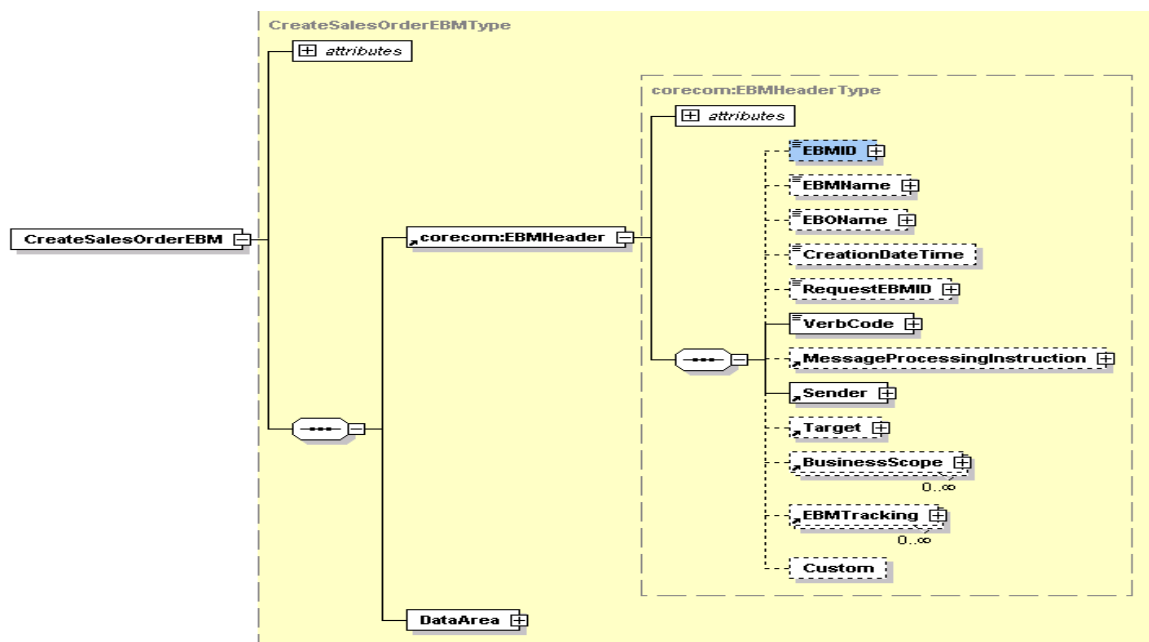 CreateSalesOrderEBMType
attributes
corecom:EBMHeaderType
attributes
EBMID
EBMName
EBOName
CreateSalesOrderEBM
corecom:EBMHeader
CreationDateTime
RequestEBMID
VerbCode
MessageProcessingInstruction
Sender
Target
BusinessScope
0..∞
EBMTracking
0..∞
Custom
DataArea